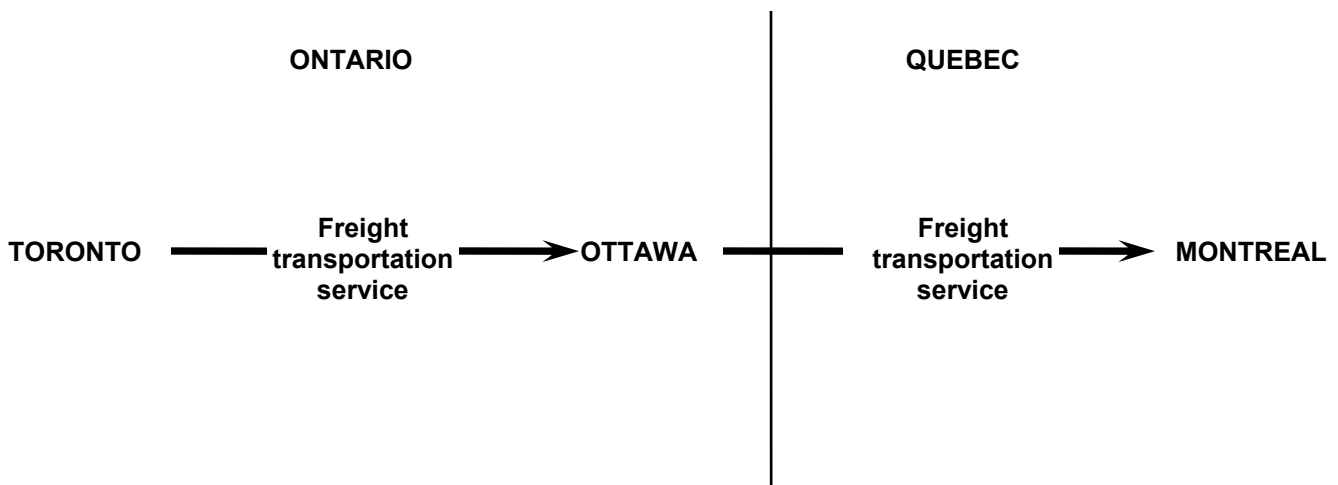 ONTARIO
QUEBEC
TORONTO
Freight
transportation
service
OTTAWA
Freight
transportation
service
MONTREAL